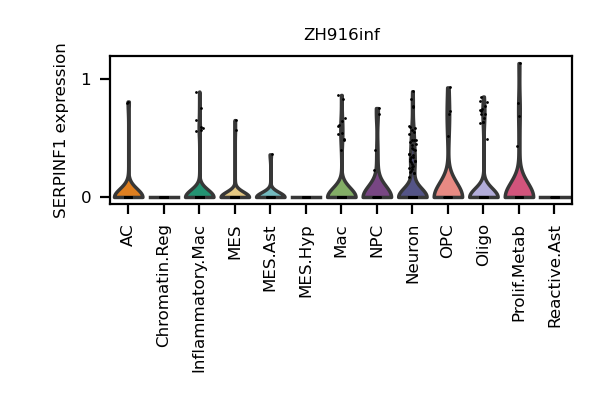 ZH916inf
SERPINF1 expression
1
0
AC
Chromatin.Reg
Inflammatory.Mac
MES
MES.Ast
MES.Hyp
Mac
NPC
Neuron
OPC
Oligo
Prolif.Metab
Reactive.Ast